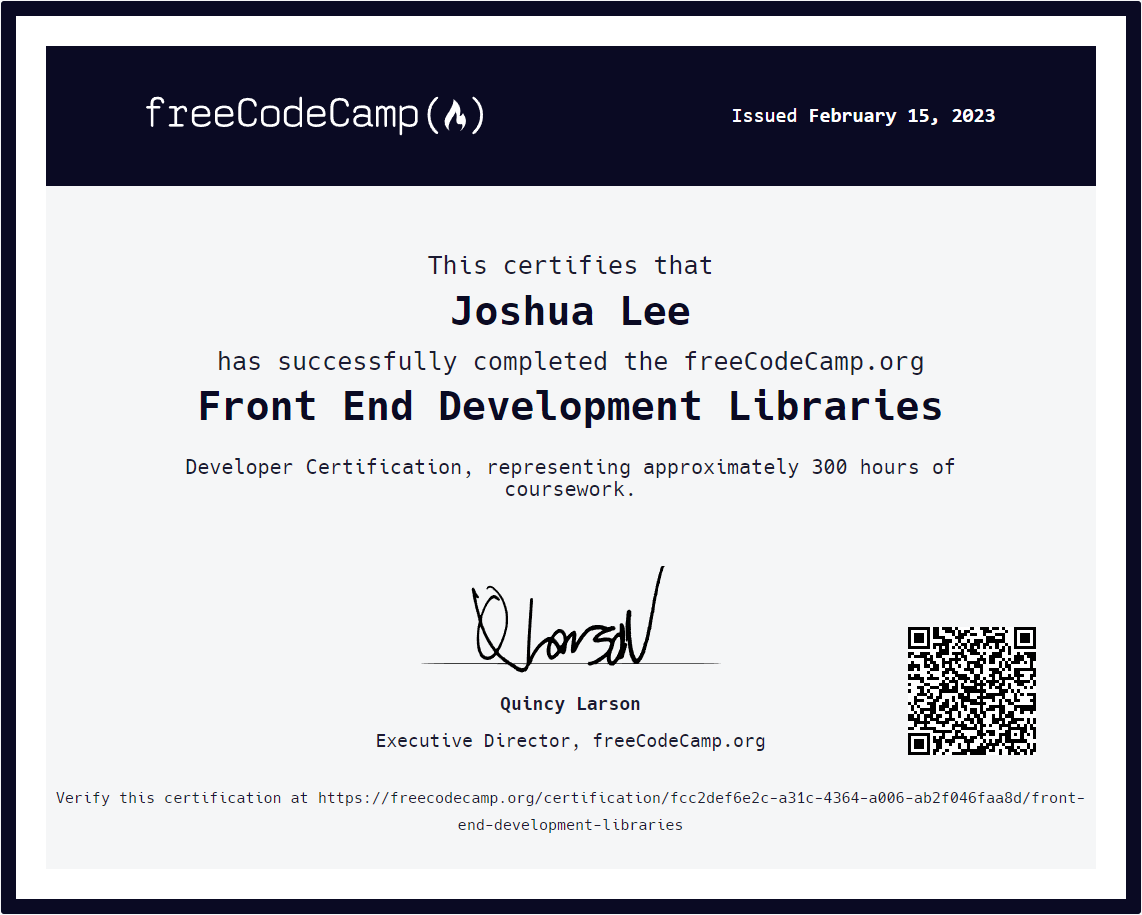 freeCodeCamp
Issued February 15, 2023
This certifies that
Joshua Lee
has successfully completed the freeCodeCamp.org
Front End Development Libraries
Developer Certification, representing approximately 300 hours of
coursework.
Q Larson
Quincy Larson
Executive Director, freeCodeCamp.org
Verify this certification at https://freecodecamp.org/certification/fcc2def6e2c-a31c-4364-a006-ab2f046faa8d/front-
end-development-libraries